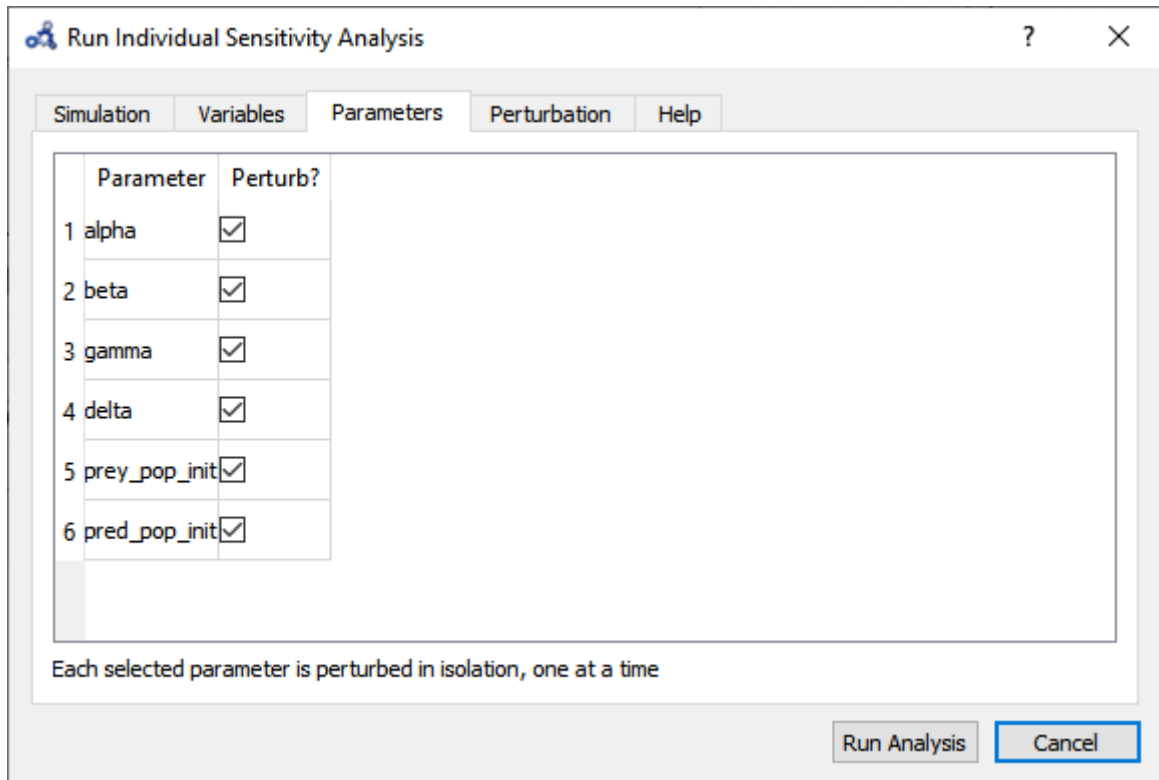 Run Individual Sensitivity Analysis ?
Simulation Variables Parameters Perturbation Help
Parameter Perturb?
1 alpha
2 beta
3 gamma
4 delta
5 prey_pop_init
6 pred_pop_init
Each selected parameter is perturbed in isolation, one at a time
Run Analysis Cancel